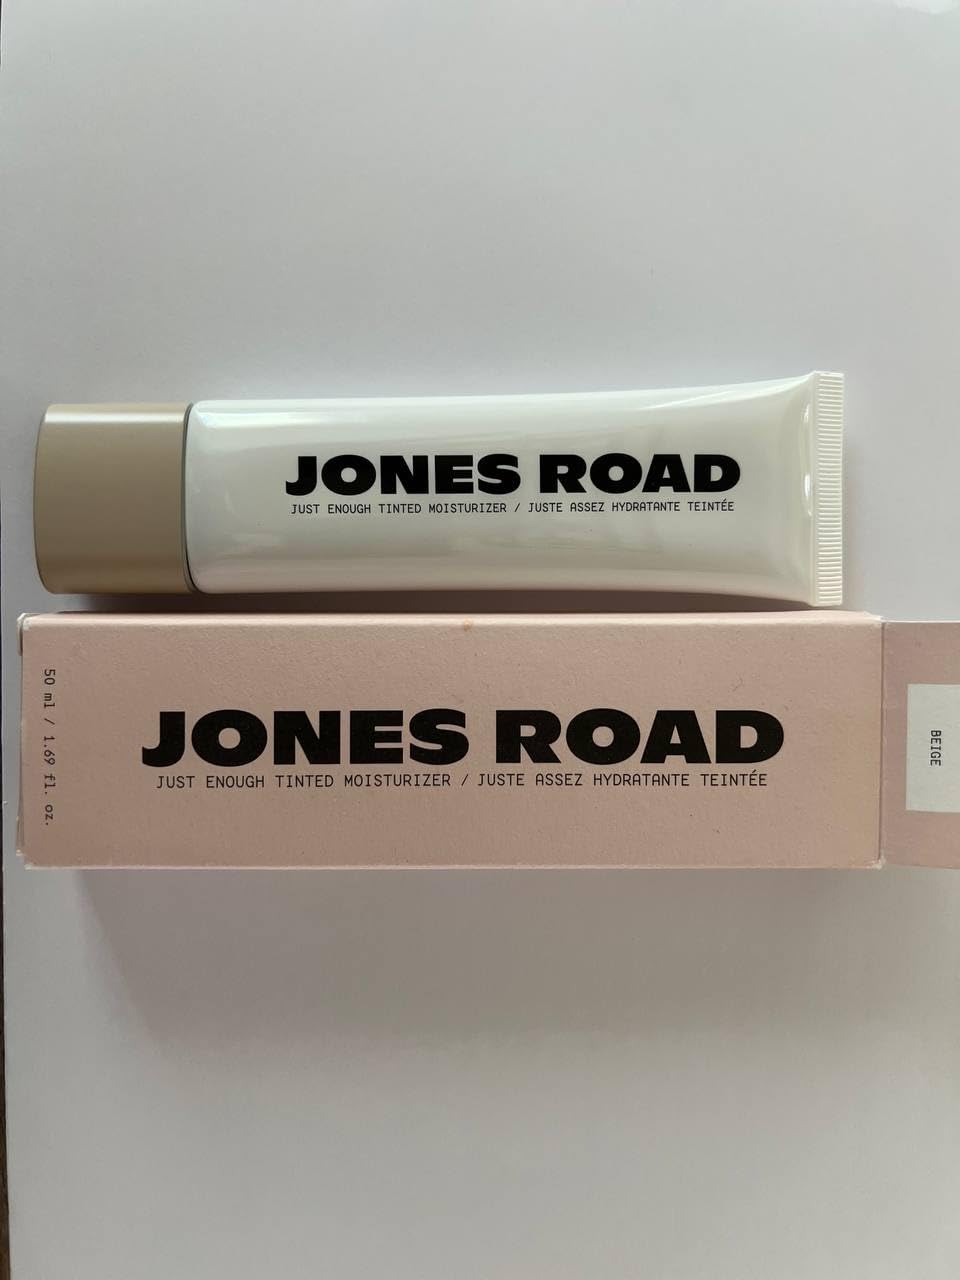 JONES ROAD
JUST ENOUGH TINTED MOISTURIZER / JUSTE ASSEZ HYDRATANTE TEINTÉE
50 ml / 1.69 fl. oz.
JONES ROAD
JUST ENOUGH TINTED MOISTURIZER / JUSTE ASSEZ HYDRATANTE TEINTÉE
BEIGE